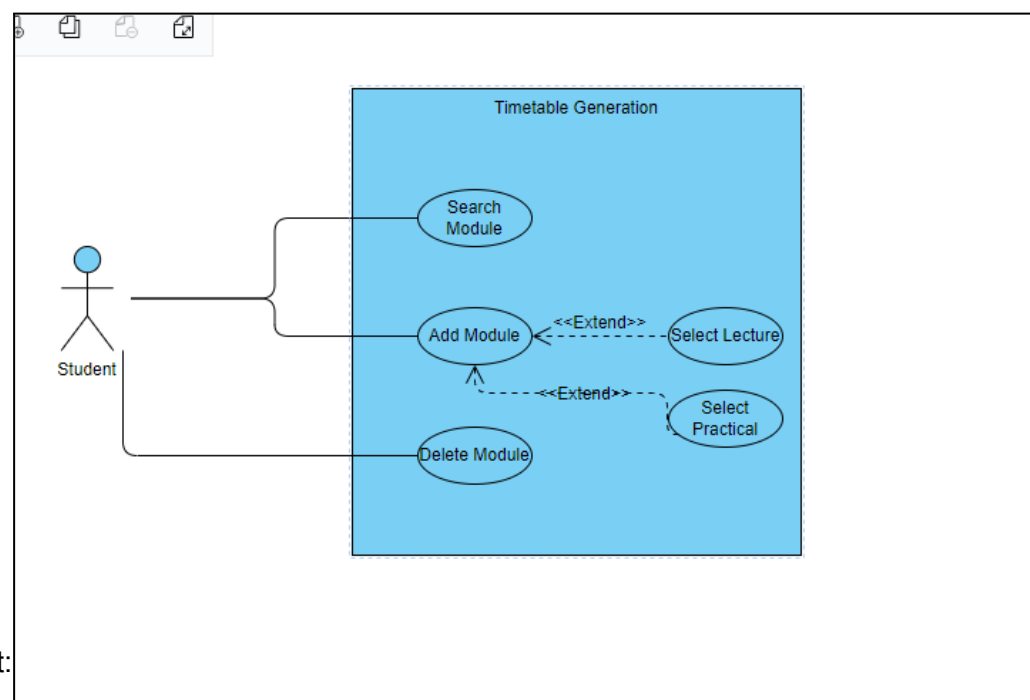 Timetable Generation
Search
Module
Add Module
<<Extend>>
Select Lecture
<<Extend>>
Select
Practical
Student
Delete Module
t: